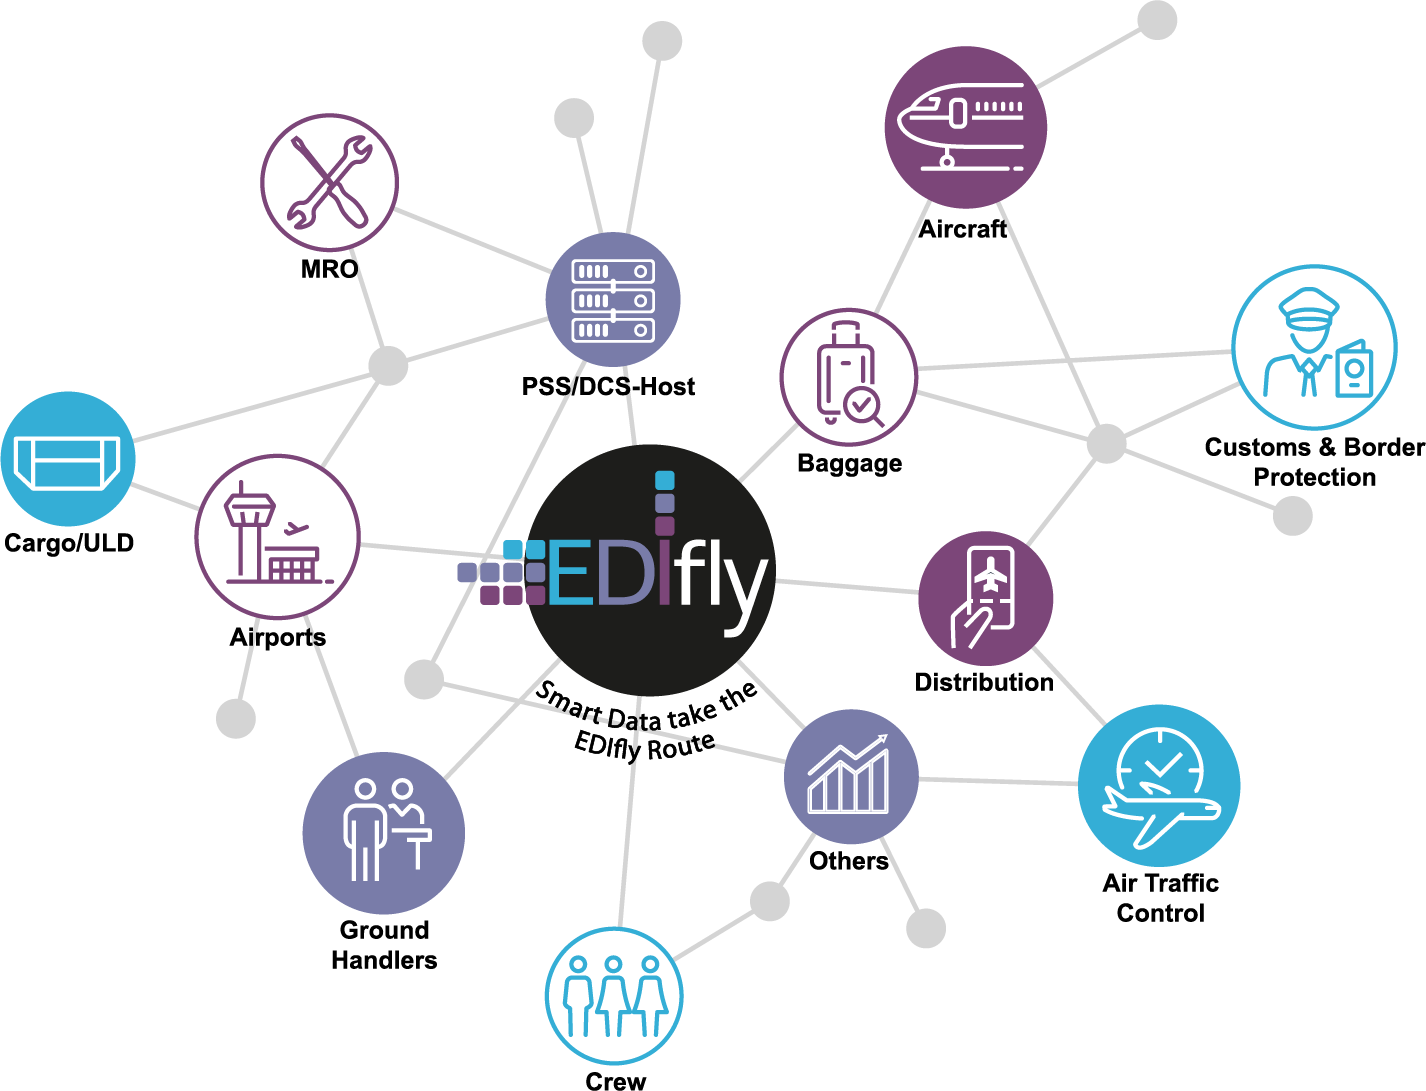 Aircraft
MRO
PSS/DCS-Host
Baggage
Customs & Border
Protection
Cargo/ULD
EDIfly
Airports
Distribution
Smart Data take the
EDIfly Route
Others
Air Traffic
Control
Ground
Handlers
Crew